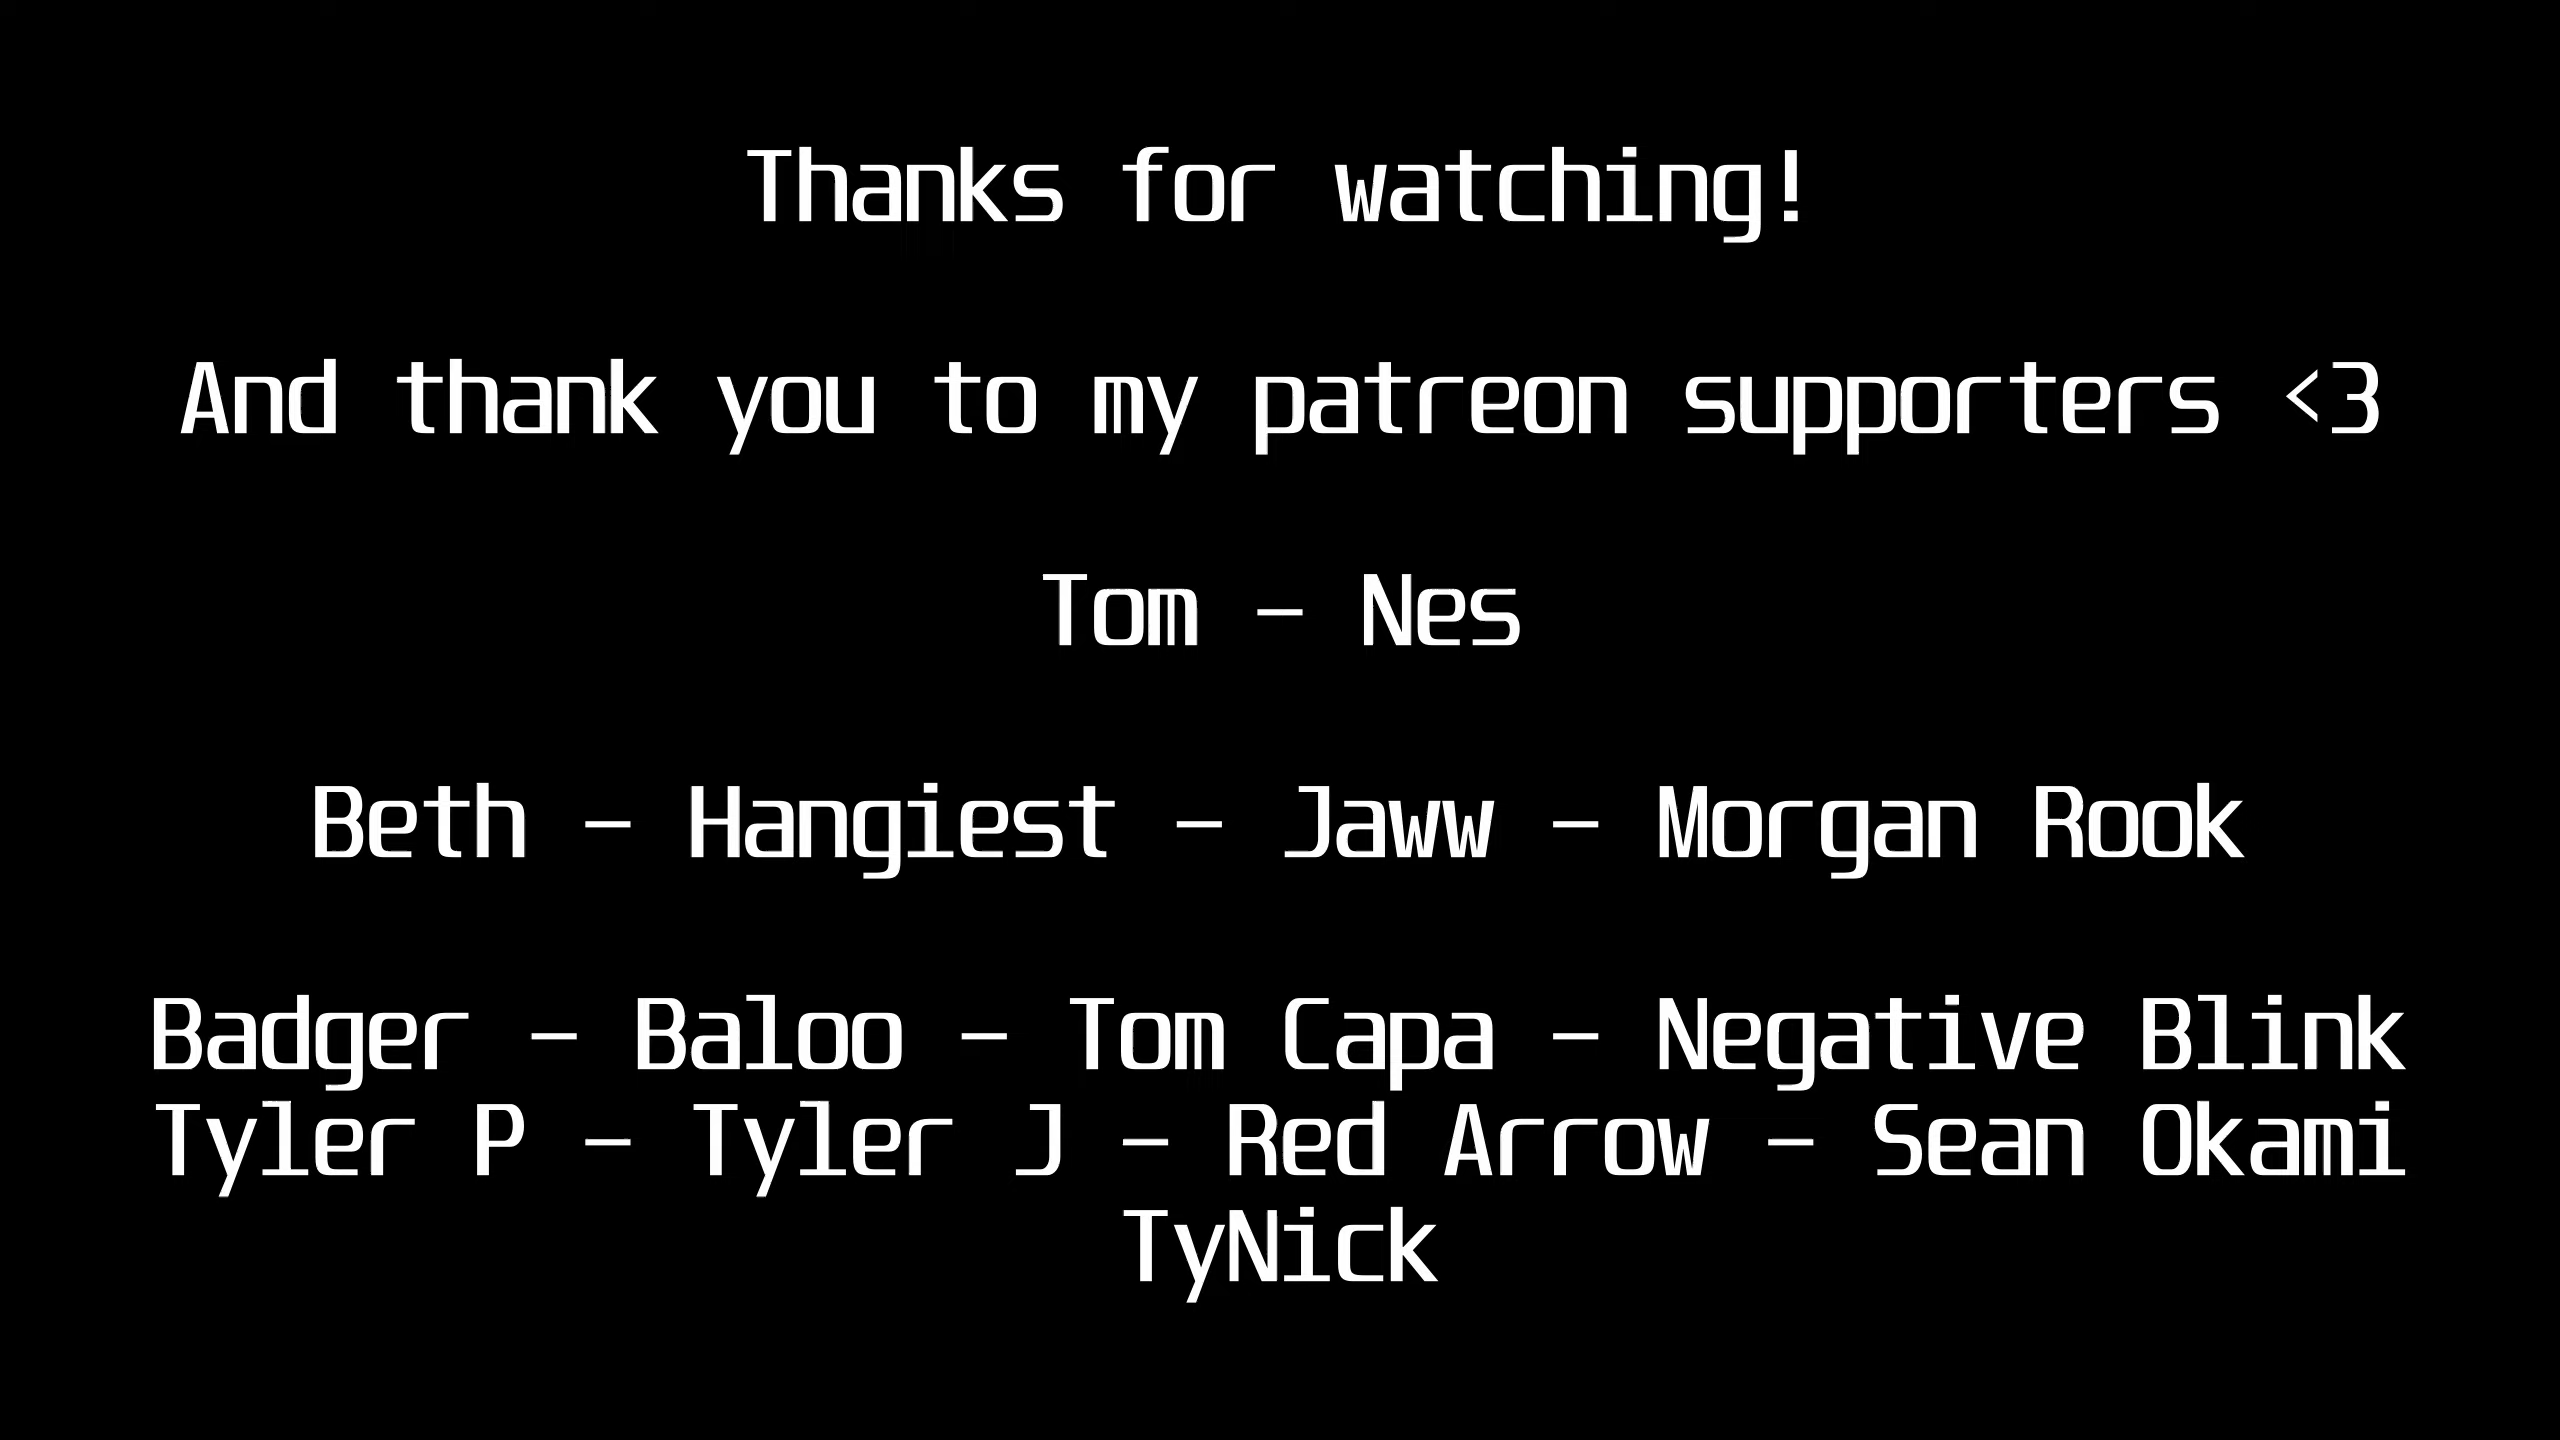 Thanks for watching!
And thank you to my patreon supporters <3
Tom - Nes
Beth - Hangiest - Jaww - Morgan Rook
Badger - Baloo - Tom Capa - Negative Blink
Tyler P - Tyler J - Red Arrow - Sean Okami
TyNick